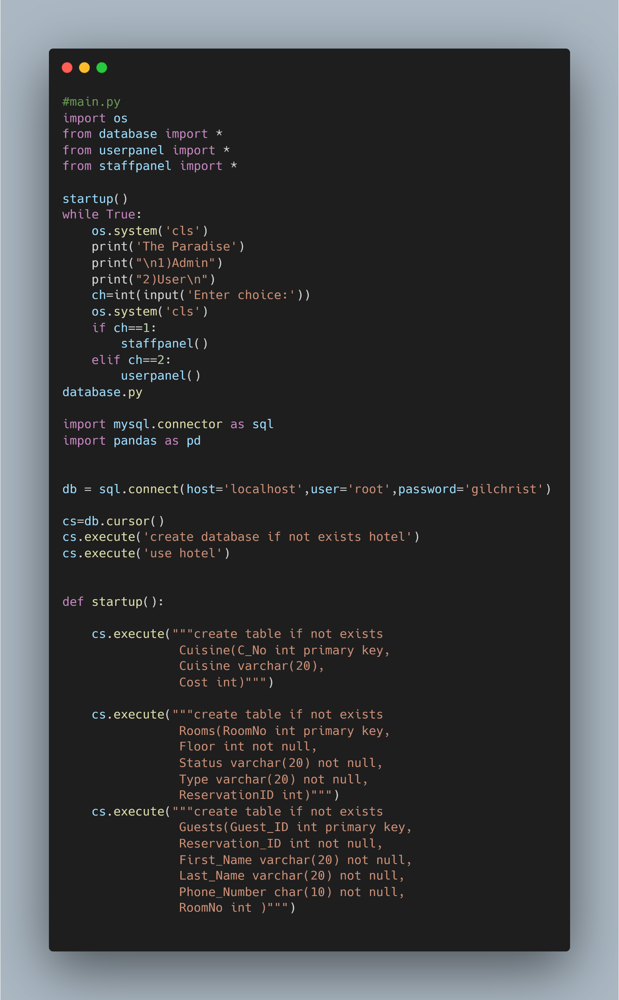 #main.py
import os
from database import *
from userpanel import *
from staffpanel import *

startup()
while True:
    os.system('cls')
    print('The Paradise')
    print("\n1)Admin")
    print("2)User\n")
    ch=int(input('Enter choice:'))
    os.system('cls')
    if ch==1:
        staffpanel()
    elif ch==2:
        userpanel()
database.py

import mysql.connector as sql
import pandas as pd


db = sql.connect(host='localhost',user='root',password='gilchrist')

cs=db.cursor()
cs.execute('create database if not exists hotel')
cs.execute('use hotel')


def startup():

    cs.execute("""create table if not exists
                Cuisine(C_No int primary key,
                Cuisine varchar(20),
                Cost int)""")

    cs.execute("""create table if not exists
                Rooms(RoomNo int primary key,
                Floor int not null,
                Status varchar(20) not null,
                Type varchar(20) not null,
                ReservationID int)""")
    cs.execute("""create table if not exists
                Guests(Guest_ID int primary key,
                Reservation_ID int not null,
                First_Name varchar(20) not null,
                Last_Name varchar(20) not null,
                Phone_Number char(10) not null,
                RoomNo int )""")